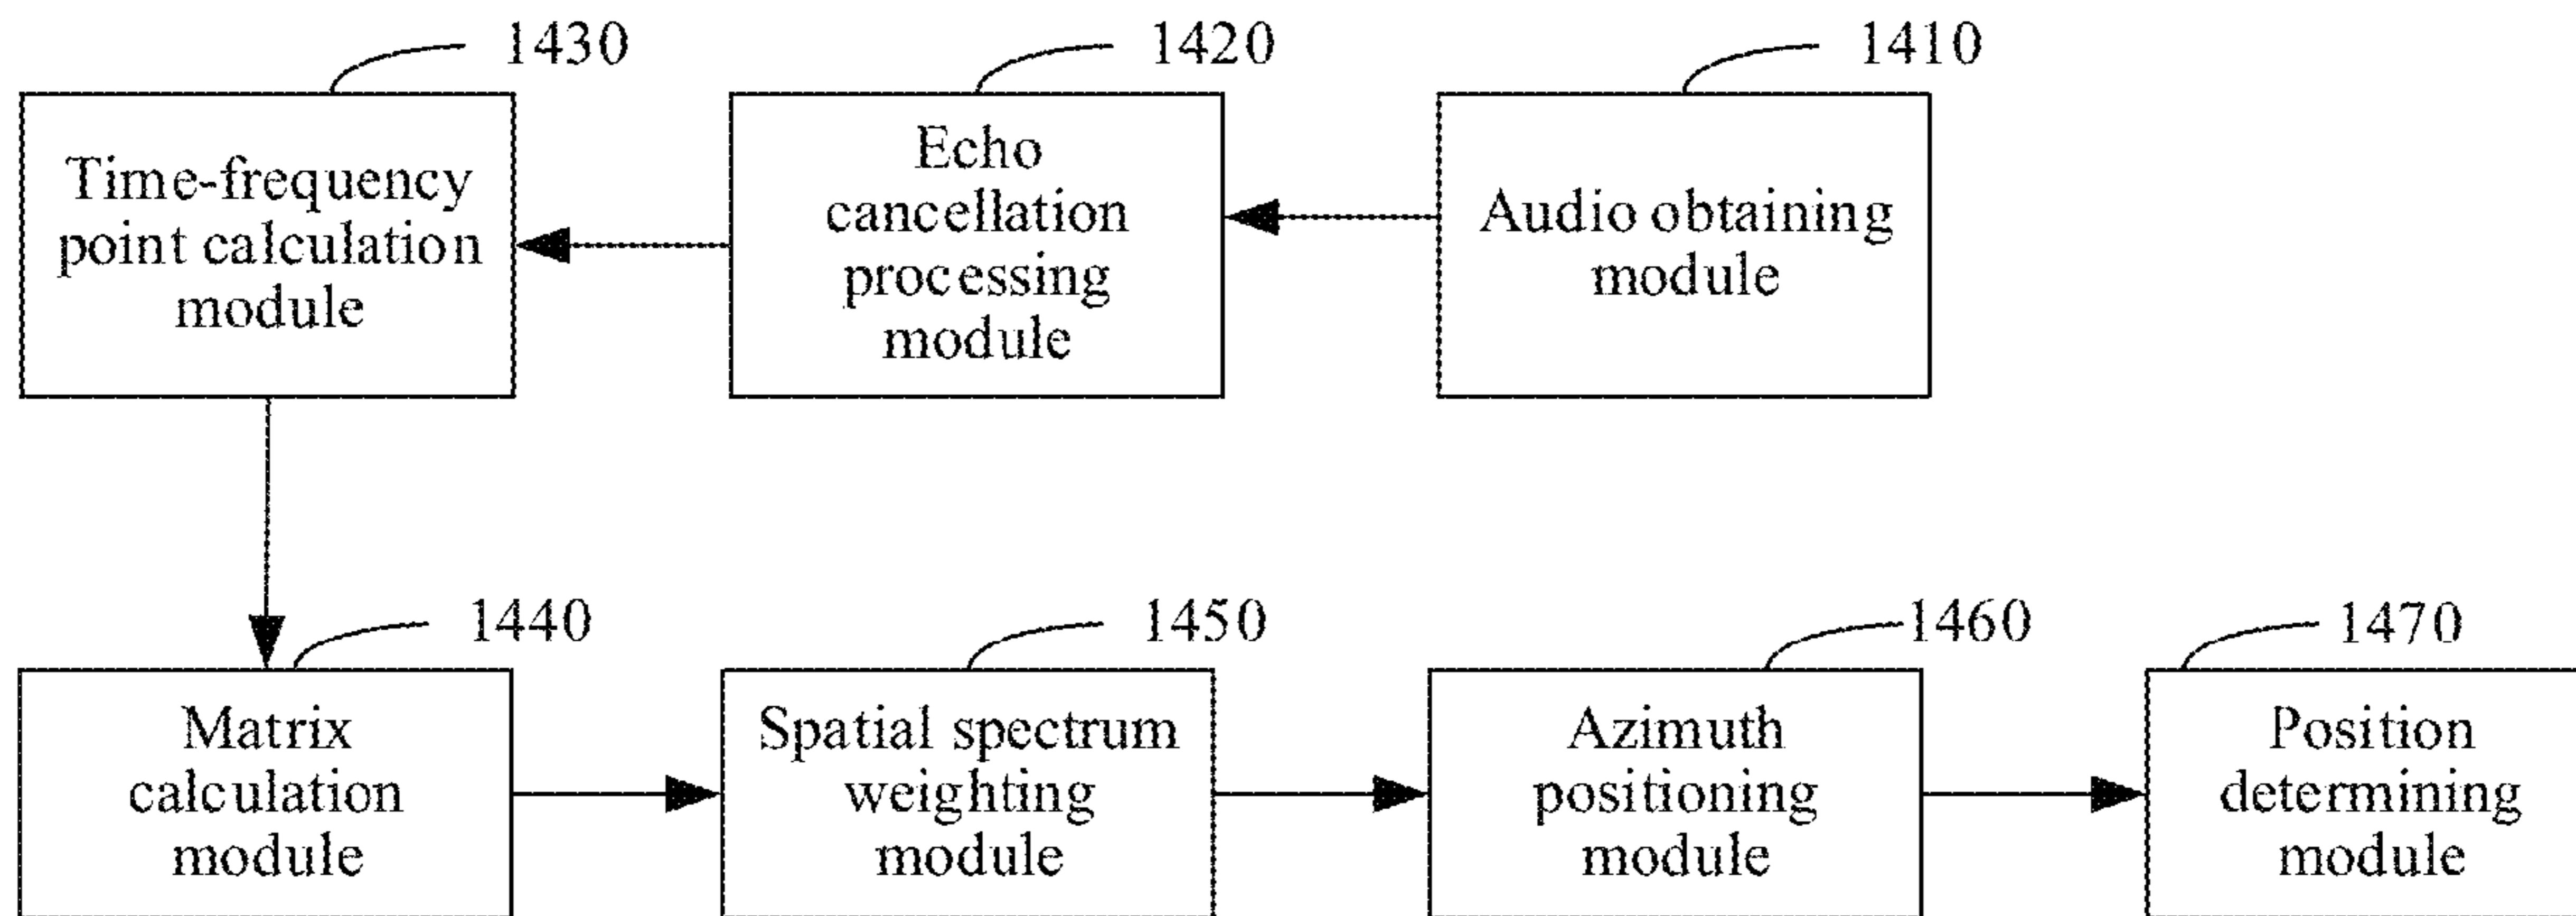 1430
1420
1410
Time-frequency
point calculation
module
Echo
cancellation
processing
module
Audio obtaining
module
1440
1450
1460
1470
Matrix
calculation
module
Spatial spectrum
weighting
module
Azimuth
positioning
module
Position
determining
module